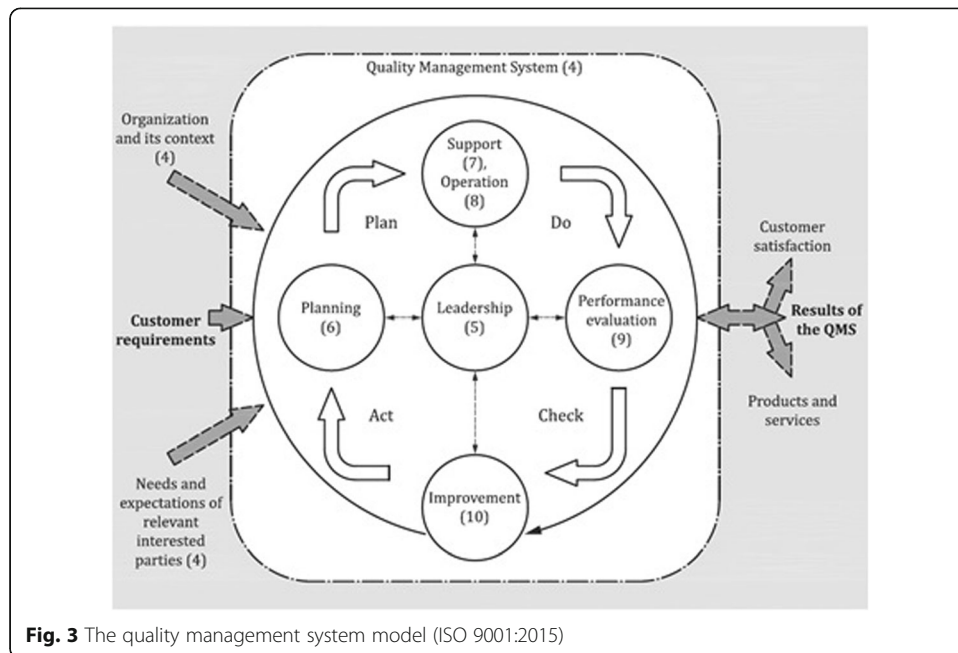 Quality Management System (4)
Organization
and its context
(4)
Support
(7),
Operation
(8)
Plan
Do
Customer
satisfaction
Customer
requirements
Planning
(6)
Leadership
(5)
Performance
evaluation
(9)
Results
of the QMS
Act
Check
Products and
services
Needs and
expectations of
relevant
interested
parties (4)
Improvement
(10)
Fig. 3 The quality management system model (ISO 9001:2015)